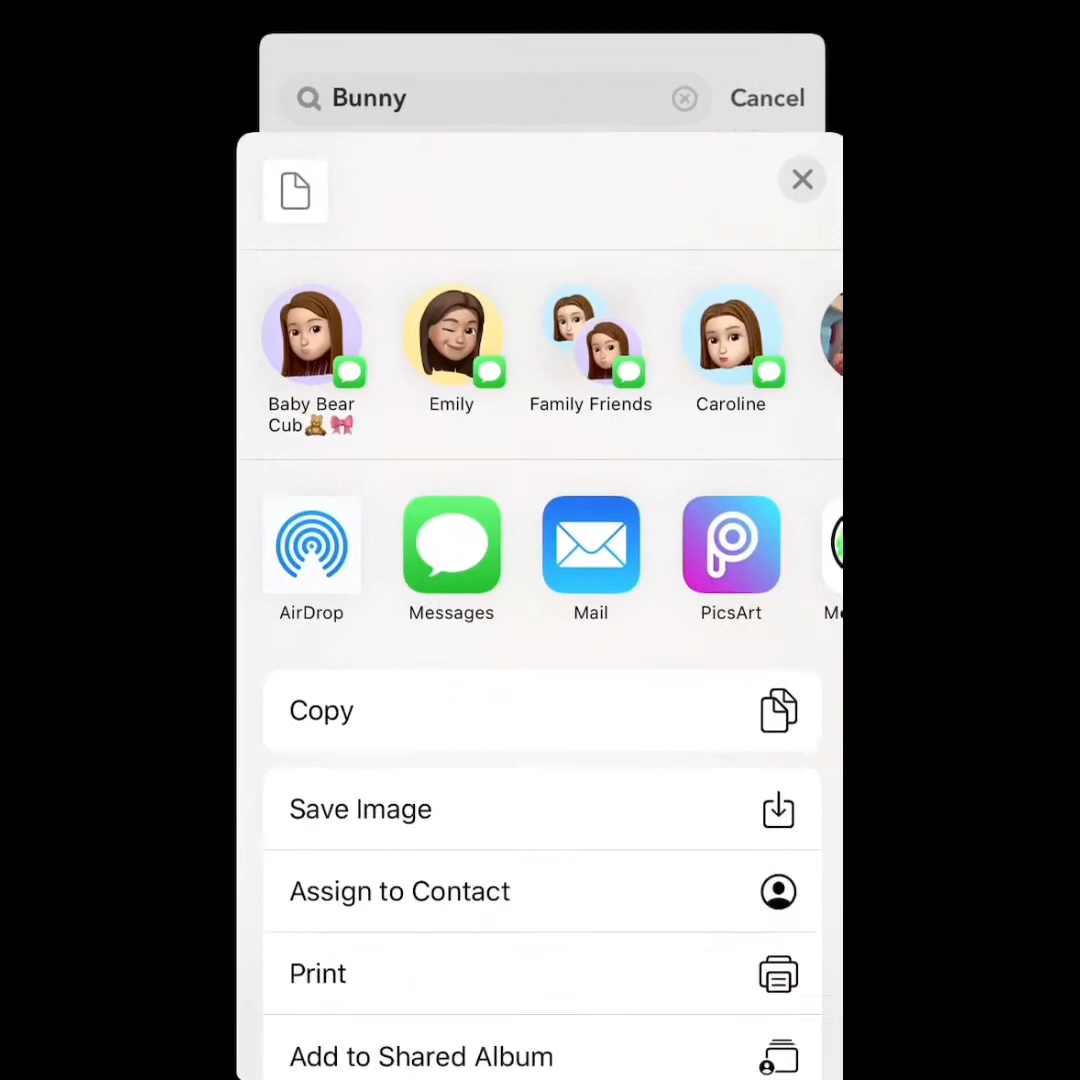 Bunny
Cancel
Baby Bear
Cub🧸🎀
Emily
Family Friends
Caroline
AirDrop
Messages
Mail
PicsArt
Copy
Save Image
Assign to Contact
Print
Add to Shared Album